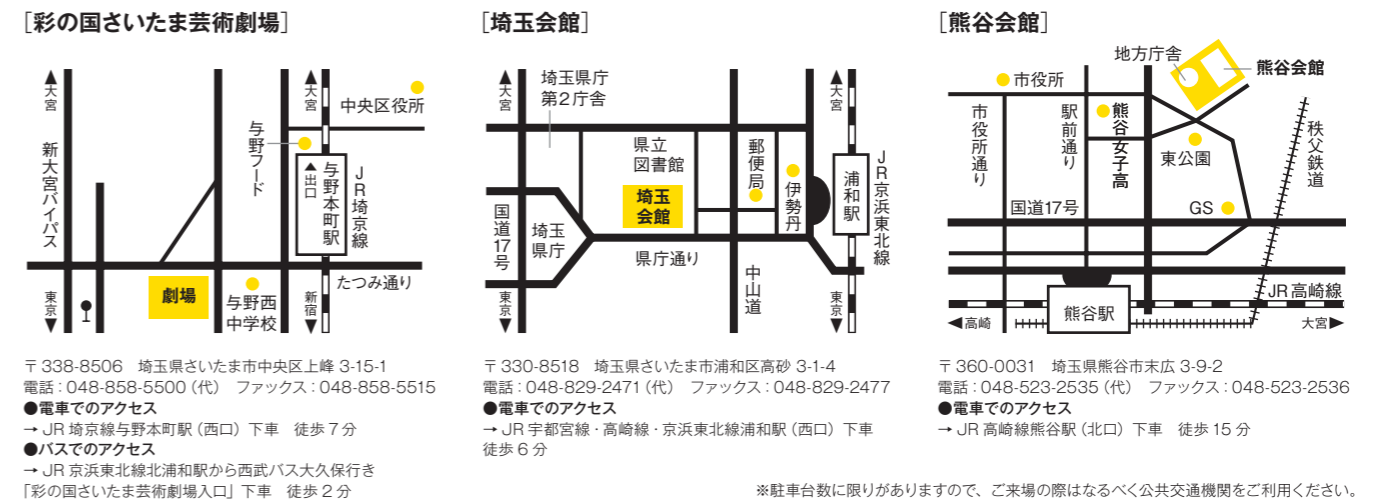 [彩の国さいたま芸術劇場]
▲大宮
新大宮バイパス
東京▼
与野フード
▲大宮
中央区役所
▲出口
与野本町駅
JR埼京線
たつみ通り
劇場
与野西
中学校
新宿▼
〒338-8506 埼玉県さいたま市中央区上峰 3-15-1
電話:048-858-5500(代) ファックス:048-858-5515
●電車でのアクセス
→ JR 埼京線与野本町駅(西口)下車 徒歩 7 分
●バスでのアクセス
→ JR 京浜東北線北浦和駅から西武バス大久保行き
「彩の国さいたま芸術劇場入口」下車 徒歩 2 分
[埼玉会館]
▲大宮
埼玉県庁
第2庁舎
県立
図書館
郵便局
伊勢丹
▲大宮
浦和駅
JR京浜東北線
埼玉
会館
国道17号
埼玉
県庁
県庁通り
中山道
東京▼
東京▼
〒330-8518 埼玉県さいたま市浦和区高砂 3-1-4
電話:048-829-2471(代) ファックス:048-829-2477
●電車でのアクセス
→ JR 宇都宮線・高崎線・京浜東北線浦和駅(西口)下車
徒歩 6 分
[熊谷会館]
地方庁舎
熊谷会館
市役所
市役所通り
駅前通り
熊谷女子高
東公園
秩父鉄道
国道17号
GS
JR高崎線
熊谷駅
◀高崎
大宮▶
〒360-0031 埼玉県熊谷市末広 3-9-2
電話:048-523-2535(代) ファックス:048-523-2536
●電車でのアクセス
→ JR 高崎線熊谷駅(北口)下車 徒歩 15 分
※駐車台数に限りがありますので、ご来場の際はなるべく公共交通機関をご利用ください。